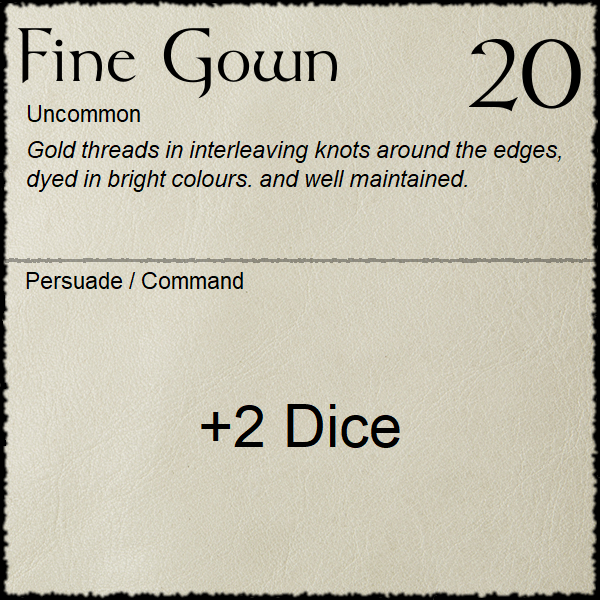 Fine Gown
20
Uncommon
Gold threads in interleaving knots around the edges,
dyed in bright colours. and well maintained.
Persuade / Command
+2 Dice